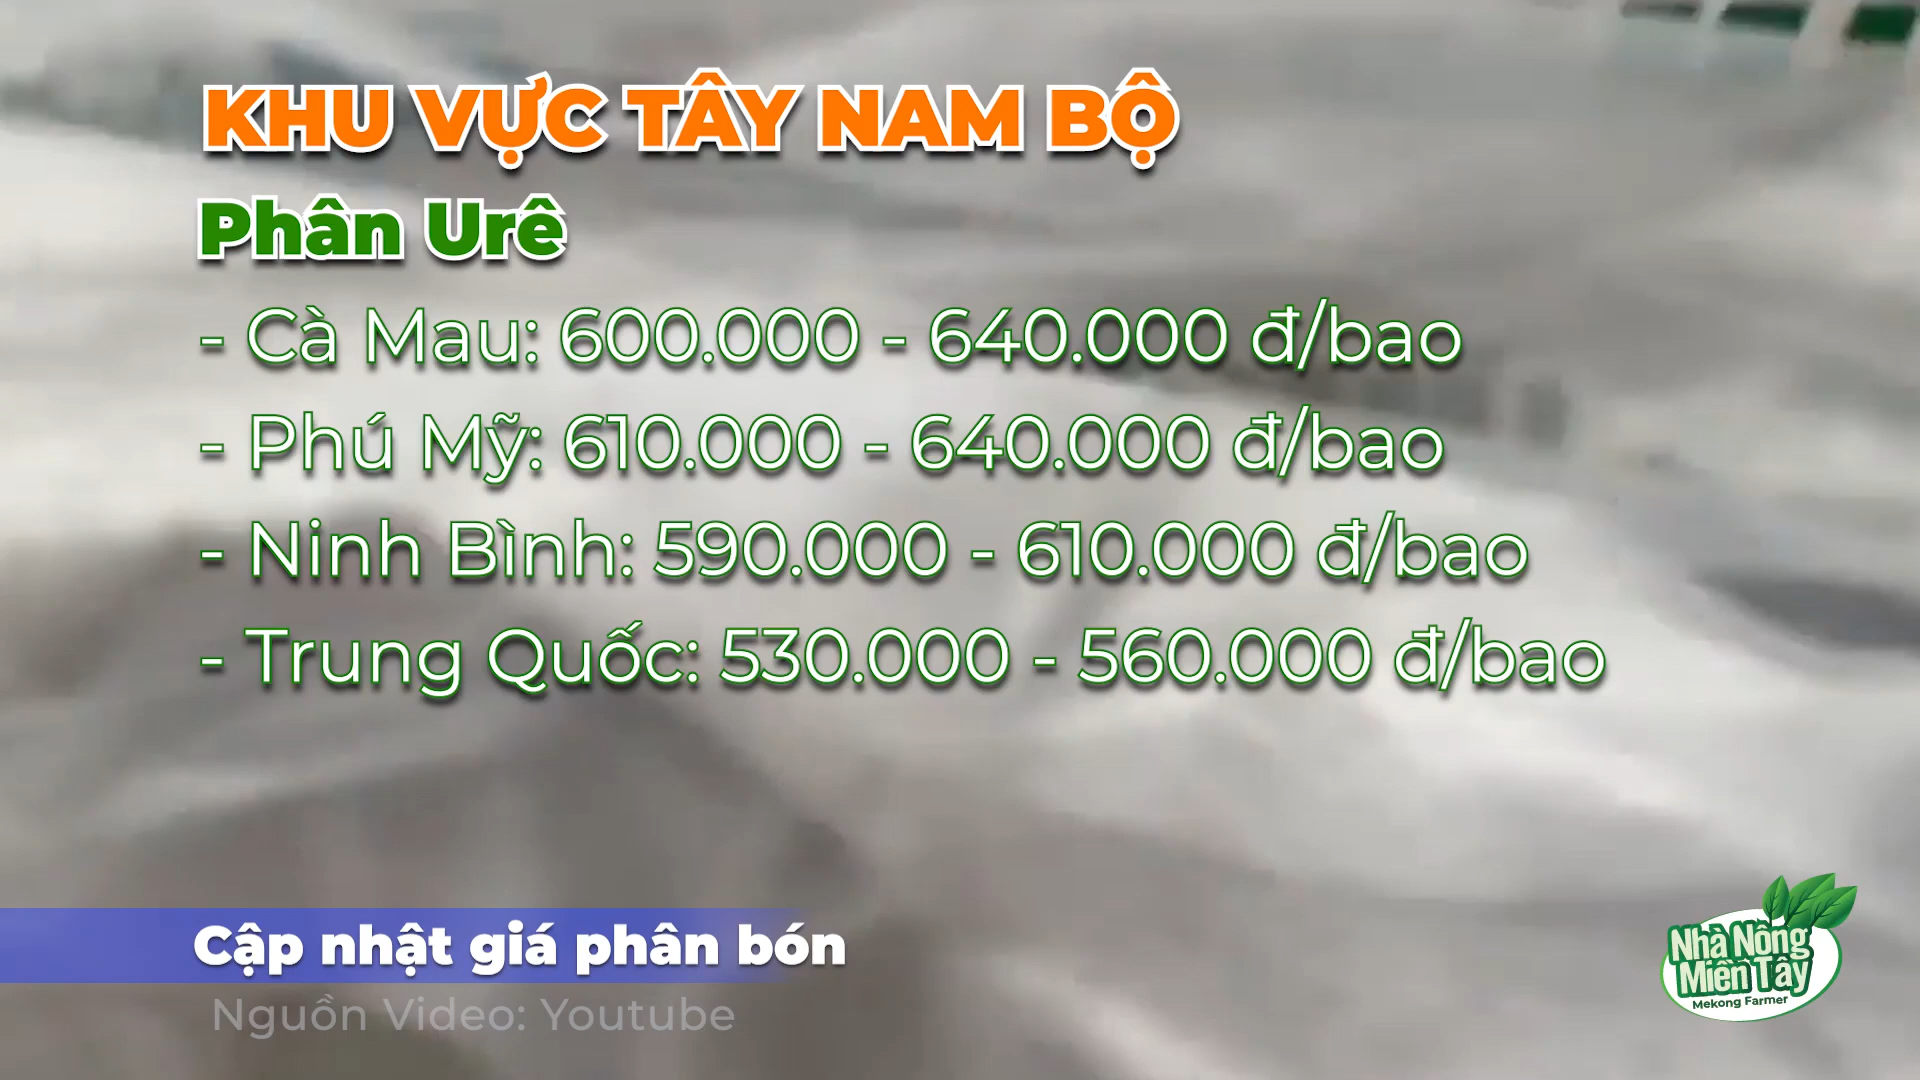 KHU VỰC TÂY NAM BỘ
Phân Urê
- Cà Mau: 600.000 - 640.000 đ/bao
- Phú Mỹ: 610.000 - 640.000 đ/bao
- Ninh Bình: 590.000 - 610.000 đ/bao
- Trung Quốc: 530.000 - 560.000 đ/bao
Cập nhật giá phân bón
Nguồn Video: Youtube
Nhà Nông
Miền Tây
Mekong Farmer